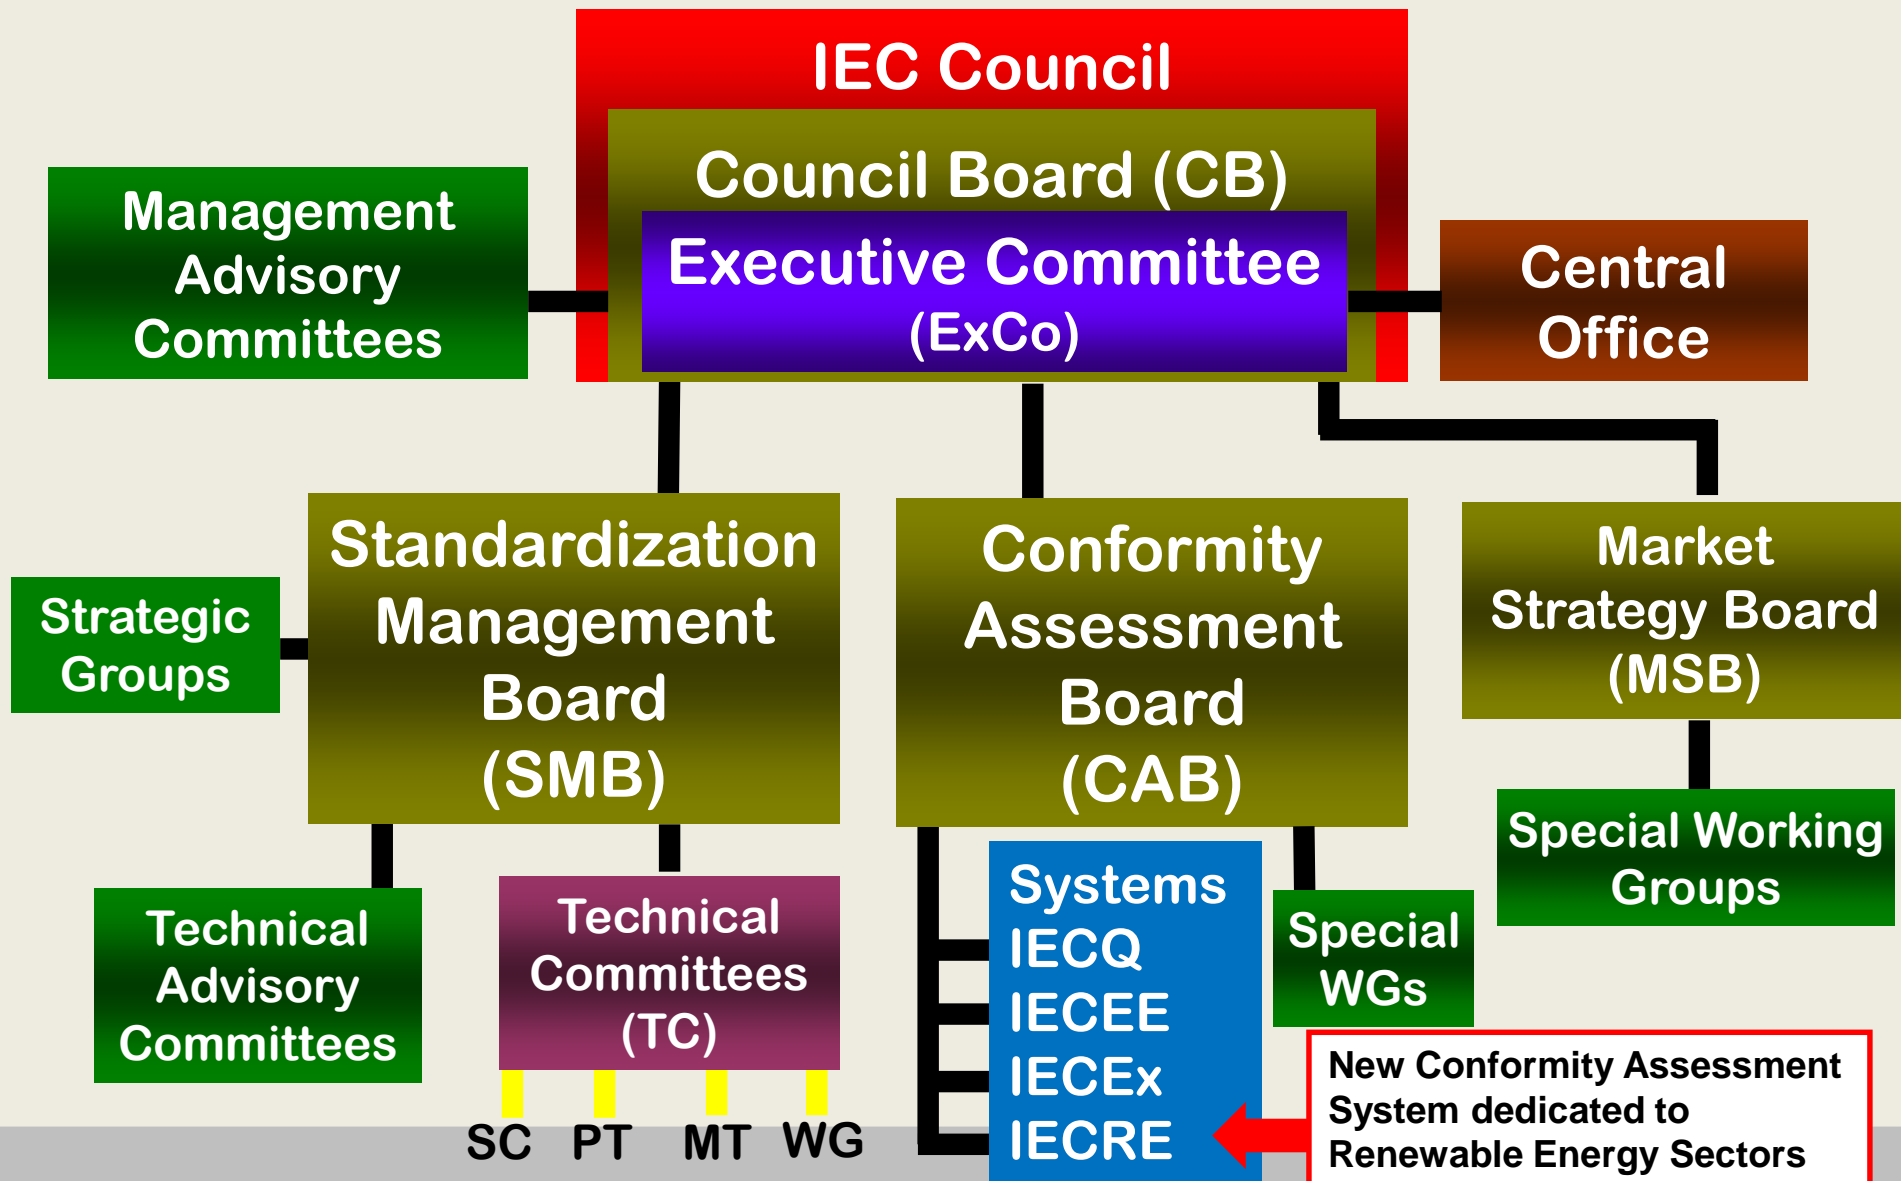 IEC Council
Council Board (CB)
Executive Committee
(ExCo)
Management
Advisory
Committees
Central
Office
Standardization
Management
Board
(SMB)
Conformity
Assessment
Board
(CAB)
Market
Strategy Board
(MSB)
Strategic
Groups
Technical
Advisory
Committees
Technical
Committees
(TC)
SC PT MT WG
Systems
IECQ
IECEE
IECEx
IECRE
Special
WGs
Special Working
Groups
New Conformity Assessment
System dedicated to
Renewable Energy Sectors